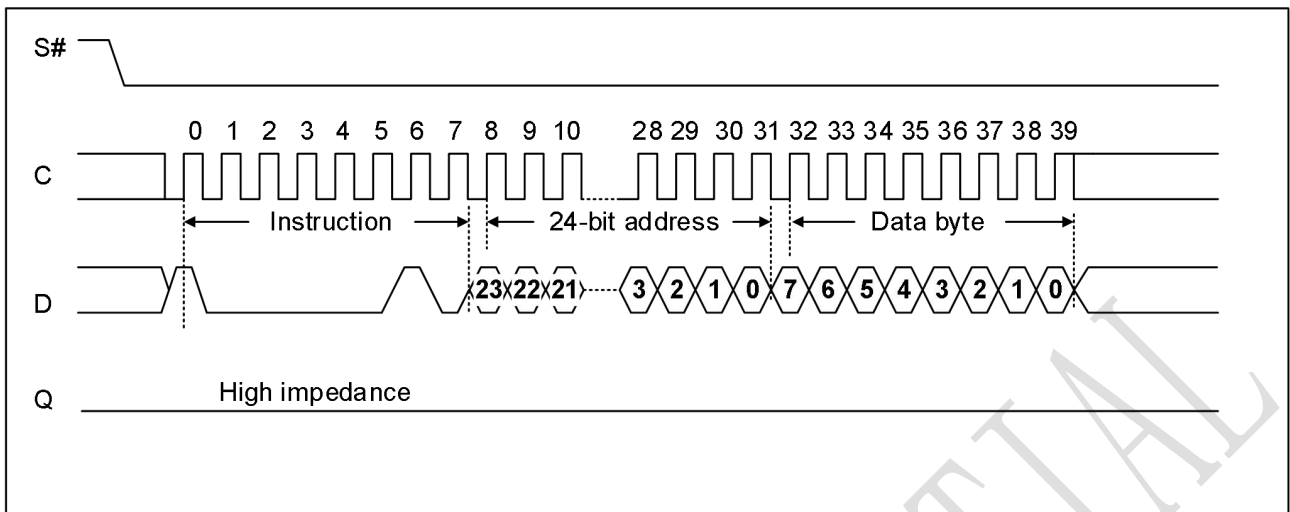 S#
0 1 2 3 4 5 6 7 8 9 10 28 29 30 31 32 33 34 35 36 37 38 39
C
Instruction 24-bit address Data byte
D 23 22 21 3 2 1 0 7 6 5 4 3 2 1 0
High impedance
Q
TIAL